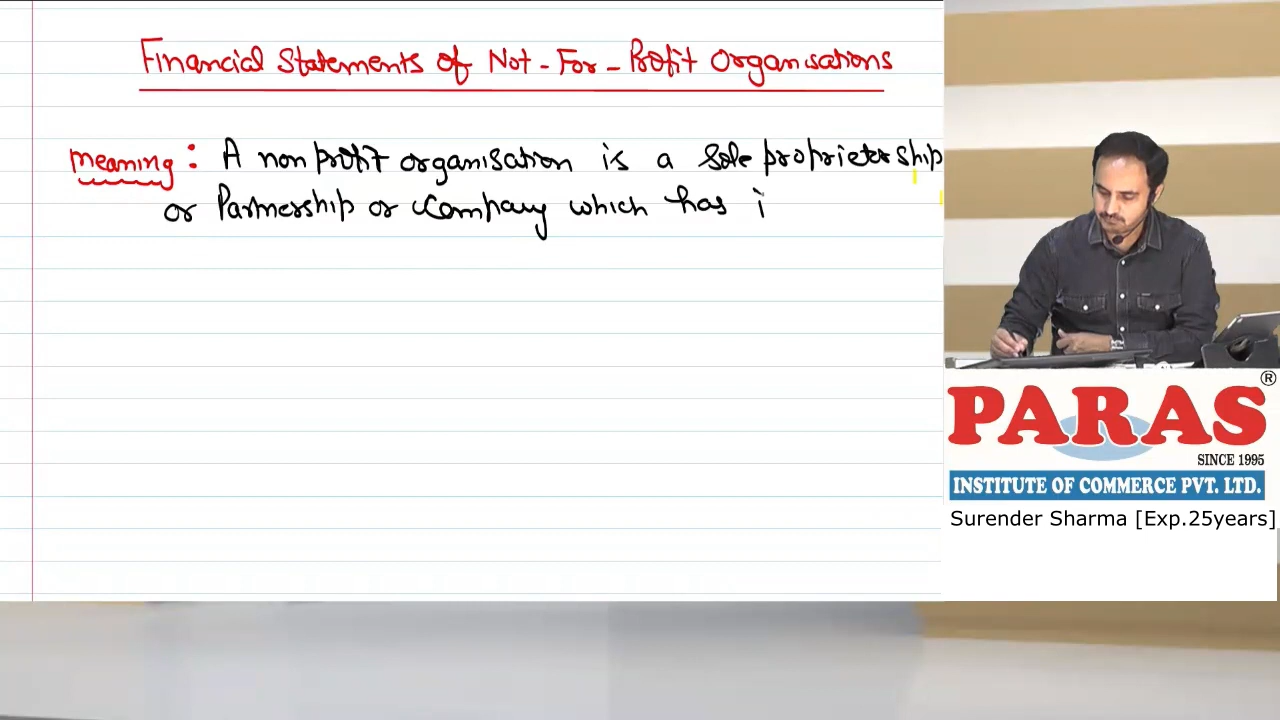 Financial Statements of Not-For-Profit Organisations
Meaning: A non profit organisation is a Sole proprietorship
or Partnership or Company which has i
PARAS®
SINCE 1995
INSTITUTE OF COMMERCE PVT. LTD.
Surender Sharma [Exp.25years]